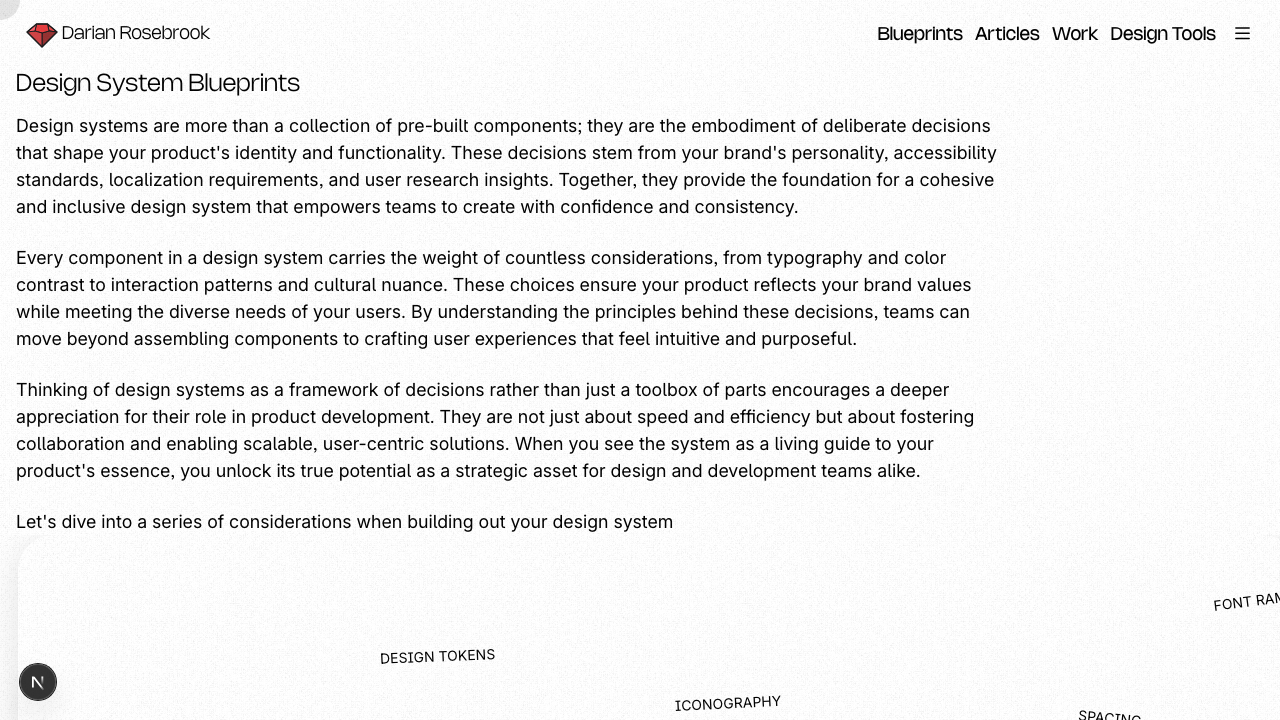 Darian Rosebrook
Blueprints Articles Work Design Tools
Design System Blueprints
Design systems are more than a collection of pre-built components; they are the embodiment of deliberate decisions
that shape your product's identity and functionality. These decisions stem from your brand's personality, accessibility
standards, localization requirements, and user research insights. Together, they provide the foundation for a cohesive
and inclusive design system that empowers teams to create with confidence and consistency.
Every component in a design system carries the weight of countless considerations, from typography and color
contrast to interaction patterns and cultural nuance. These choices ensure your product reflects your brand values
while meeting the diverse needs of your users. By understanding the principles behind these decisions, teams can
move beyond assembling components to crafting user experiences that feel intuitive and purposeful.
Thinking of design systems as a framework of decisions rather than just a toolbox of parts encourages a deeper
appreciation for their role in product development. They are not just about speed and efficiency but about fostering
collaboration and enabling scalable, user-centric solutions. When you see the system as a living guide to your
product's essence, you unlock its true potential as a strategic asset for design and development teams alike.
Let's dive into a series of considerations when building out your design system
FONT
DESIGN TOKENS
N
ICONOGRAPHY
SPACING